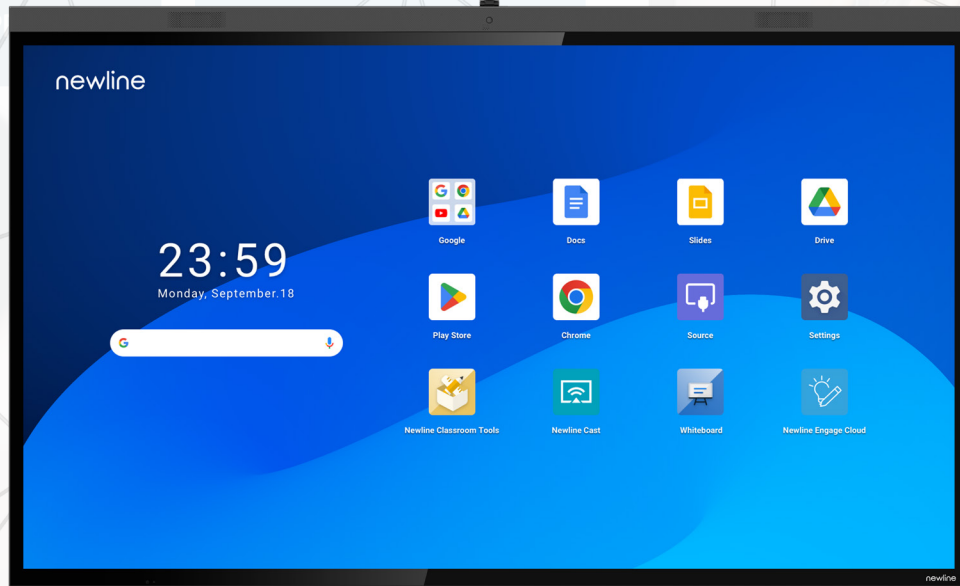 newline
23:59
Monday, September.18
Google
Docs
Slides
Drive
Play Store
Chrome
Source
Settings
Newline Classroom Tools
Newline Cast
Whiteboard
Newline Engage Cloud
newline